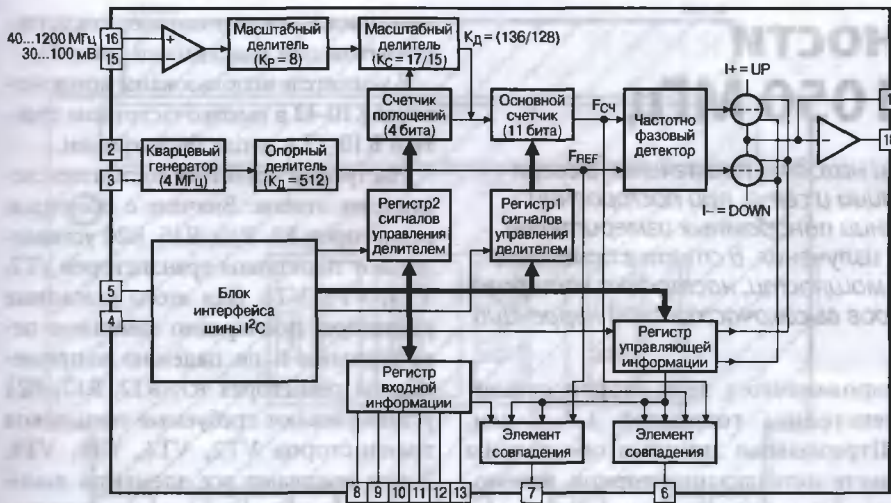 ности
40...1200 МГц
30...100 мВ
16
15
+
−
Масштабный
делитель
(KP = 8)
Масштабный
делитель
(KC = 17/15)
KД = (136/128)
I+ = UP
1
Счетчик
поглощений
(4 бита)
Основной
счетчик
(11 бита)
FСЧ
Частотно
фазовый
детектор
−
2
3
Кварцевый
генератор
(4 МГц)
Опорный
делитель
(KД = 512)
FREF
I− = DOWN
Регистр2
сигналов
управления
делителем
Регистр1
сигналов
управления
делителем
5
4
Блок
интерфейса
шины I²C
Регистр
управляющей
информации
Регистр
входной
информации
Элемент
совпадения
Элемент
совпадения
8
9
10
11
12
13
7
6